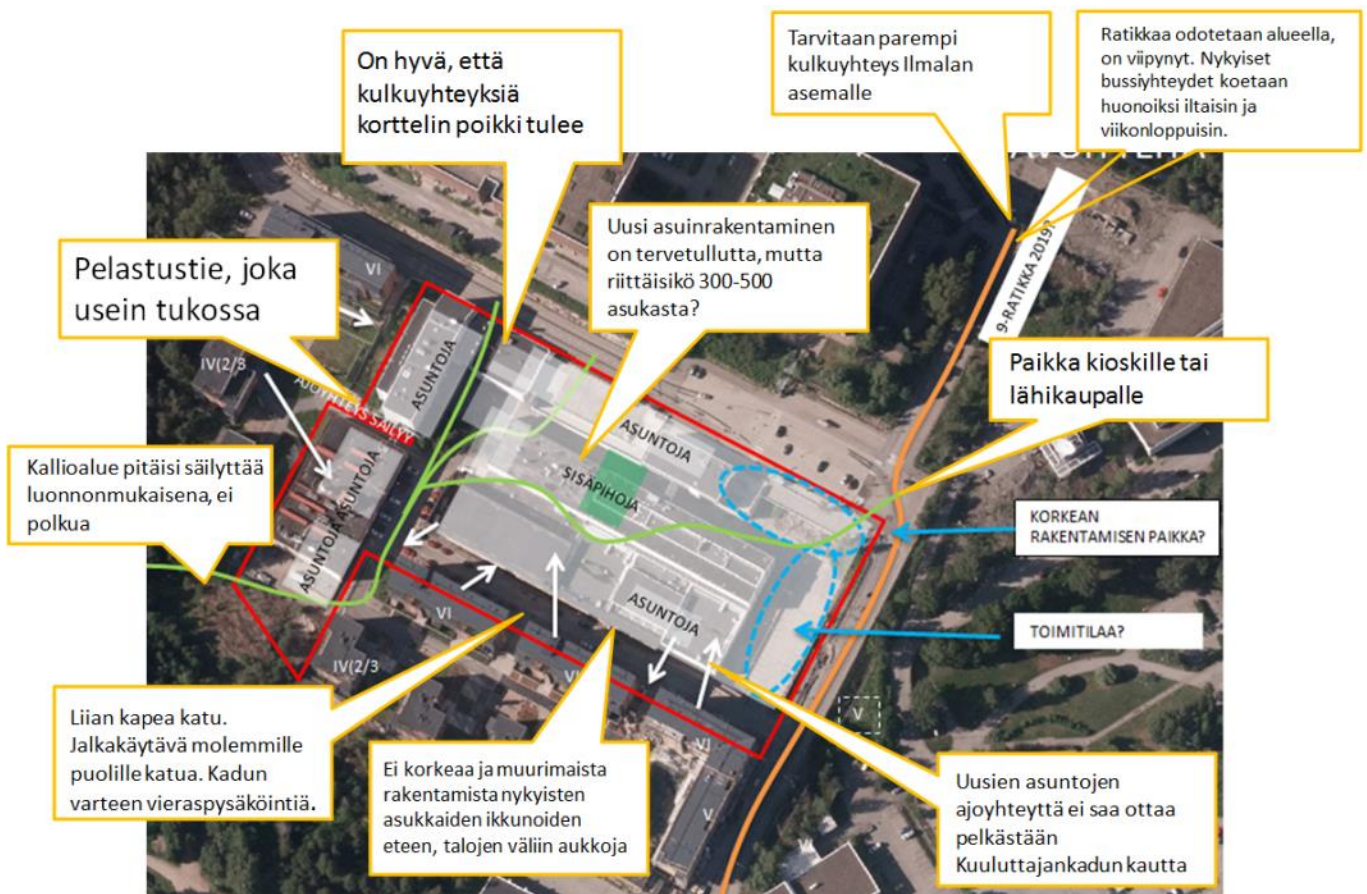 On hyvä, että
kulkuyhteyksiä
korttelin poikki tulee
Tarvitaan parempi
kulkuyhteys Ilmalan
asemalle
Ratikkaa odotetaan alueella,
on viipynyt. Nykyiset
bussiyhteydet koetaan
huonoiksi iltaisin ja
viikonloppuisin.
Pelastustie, joka
usein tukossa
Uusi asuinrakentaminen
on tervetullutta, mutta
riittäisikö 300-500
asukasta?
9-RATIKKA 2019?
Paikka kioskille tai
lähikaupalle
VI
IV(2/3
AJOYHTEYS SÄILYY
ASUNTOJA
ASUNTOJA
SISÄPIHOJA
ASUNTOJA
ASUNTOJA
ASUNTOJA
Kallioalue pitäisi säilyttää
luonnonmukaisena, ei
polkua
KORKEAN
RAKENTAMISEN PAIKKA?
TOIMITILAA?
VI
IV(2/3
VI
VI
V
V
Liian kapea katu.
Jalkakäytävä molemmille
puolille katua. Kadun
varteen vieraspysäköintiä.
Ei korkeaa ja muurimaista
rakentamista nykyisten
asukkaiden ikkunoiden
eteen, talojen väliin aukkoja
Uusien asuntojen
ajoyhteyttä ei saa ottaa
pelkästään
Kuuluttajankadun kautta